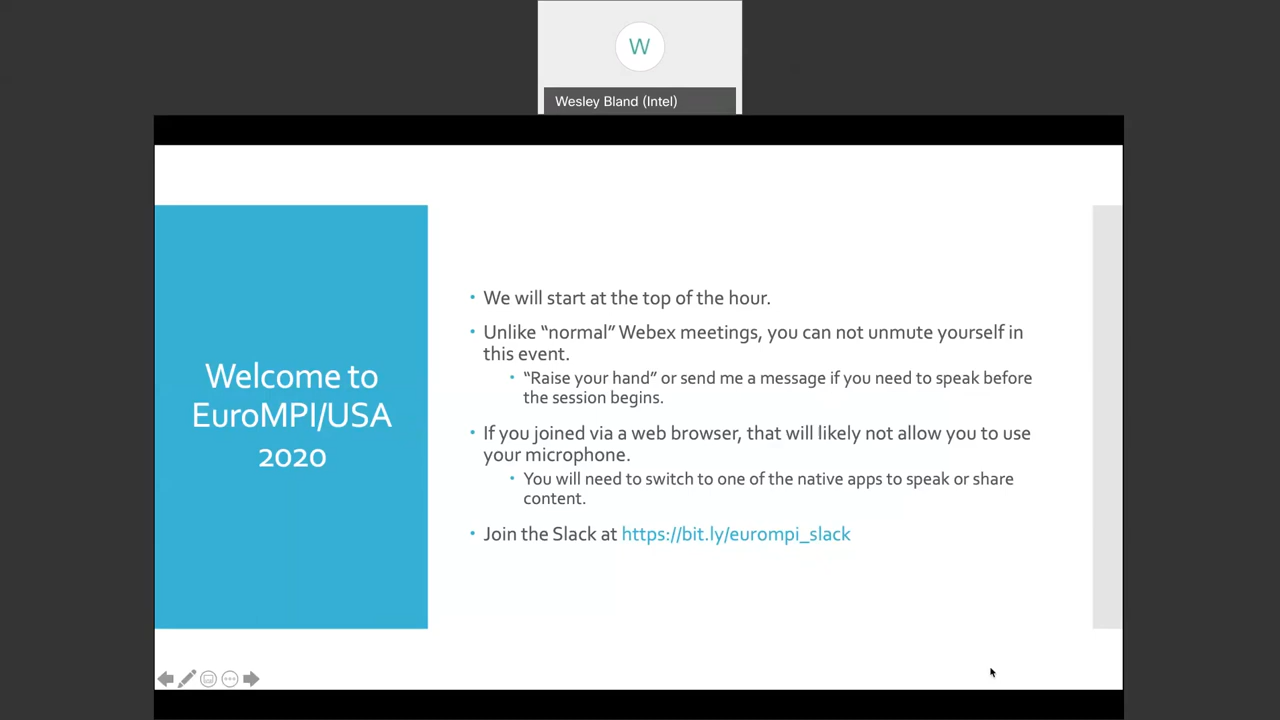 W
Wesley Bland (Intel)
Welcome to
EuroMPI/USA
2020
• We will start at the top of the hour.
• Unlike “normal” Webex meetings, you can not unmute yourself in
this event.
• “Raise your hand” or send me a message if you need to speak before
the session begins.
• If you joined via a web browser, that will likely not allow you to use
your microphone.
• You will need to switch to one of the native apps to speak or share
content.
• Join the Slack at https://bit.ly/eurompi_slack